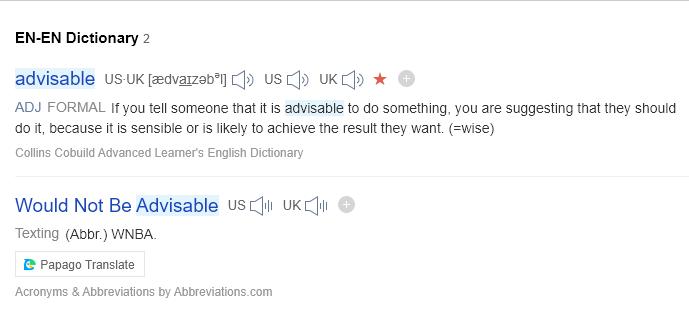 EN-EN Dictionary 2
advisable US·UK [ædvaɪzəbᵊl] US UK
ADJ FORMAL If you tell someone that it is advisable to do something, you are suggesting that they should
do it, because it is sensible or is likely to achieve the result they want. (=wise)
Collins Cobuild Advanced Learner's English Dictionary
Would Not Be Advisable US UK
Texting (Abbr.) WNBA.
Papago Translate
Acronyms & Abbreviations by Abbreviations.com